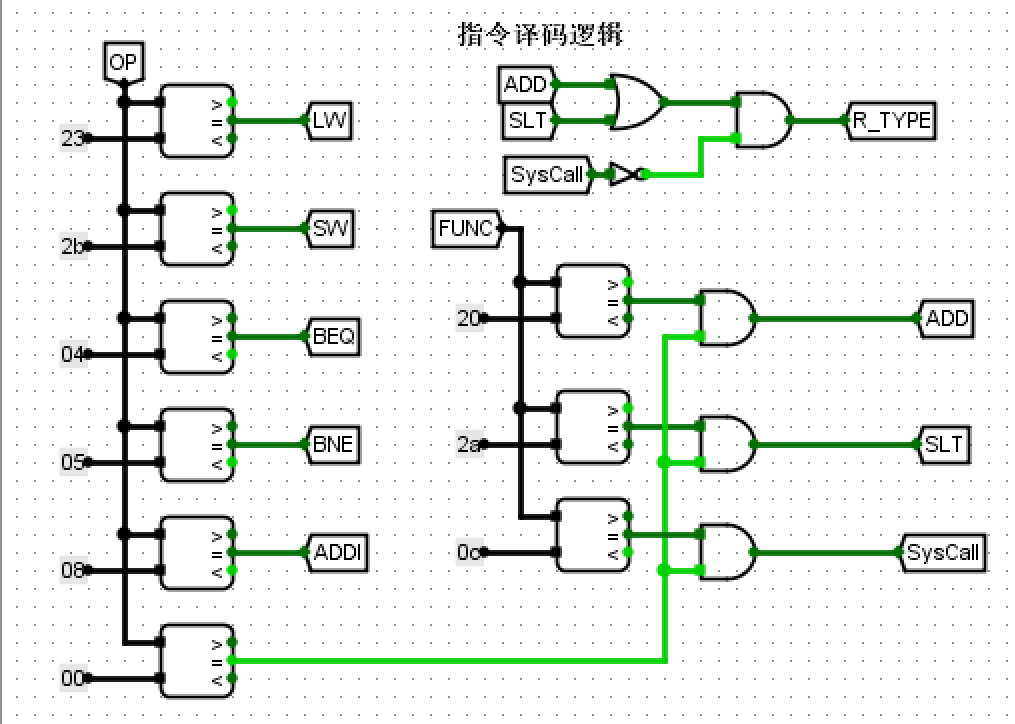 指令译码逻辑
OP
ADD
> = <
LW
SLT
R_TYPE
23
SysCall
> = <
SW
FUNC
2b
> = <
20
> = <
ADD
BEQ
04
> = <
2a
> = <
SLT
BNE
05
> = <
0c
> = <
SysCall
ADDI
08
> = <
00
> = <